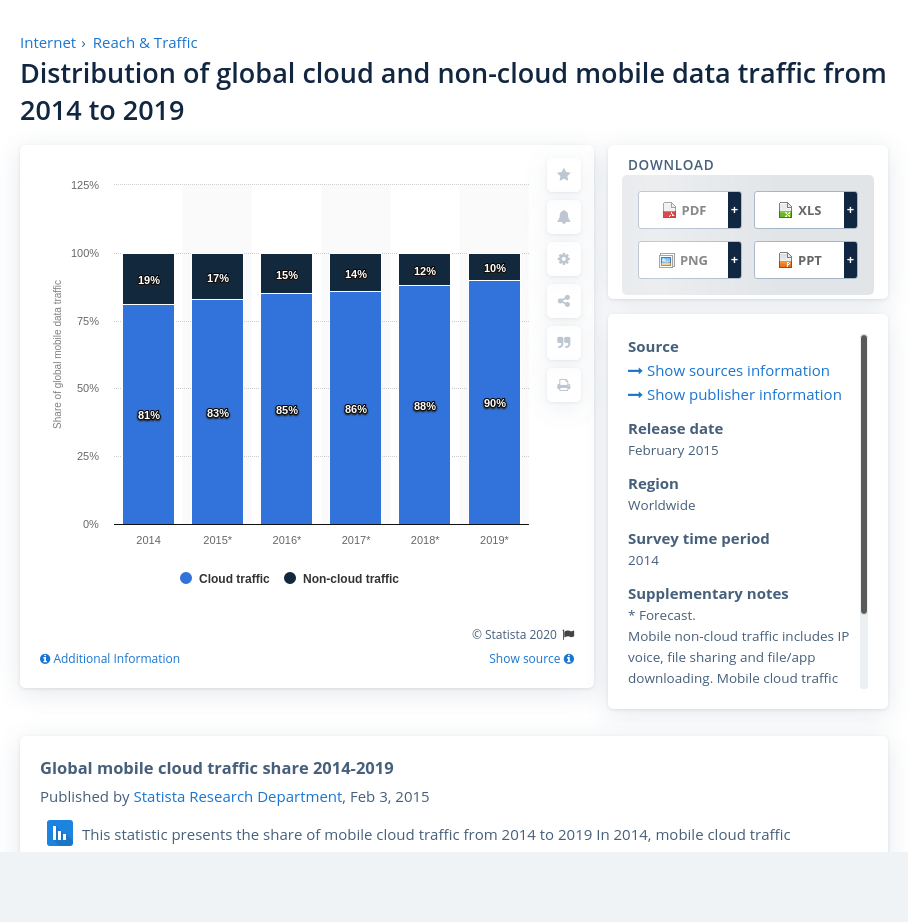 Internet › Reach & Traffic
Distribution of global cloud and non-cloud mobile data traffic from
2014 to 2019
125%
100%
75%
50%
25%
0%
Share of global mobile data traffic
19% 17% 15% 14% 12% 10%
81% 83% 85% 86% 88% 90%
2014 2015* 2016* 2017* 2018* 2019*
Cloud traffic Non-cloud traffic
© Statista 2020
Additional Information Show source
DOWNLOAD
PDF + XLS +
PNG + PPT +
Source
Show sources information
Show publisher information
Release date
February 2015
Region
Worldwide
Survey time period
2014
Supplementary notes
* Forecast.
Mobile non-cloud traffic includes IP
voice, file sharing and file/app
downloading. Mobile cloud traffic
Global mobile cloud traffic share 2014-2019
Published by Statista Research Department, Feb 3, 2015
This statistic presents the share of mobile cloud traffic from 2014 to 2019 In 2014, mobile cloud traffic